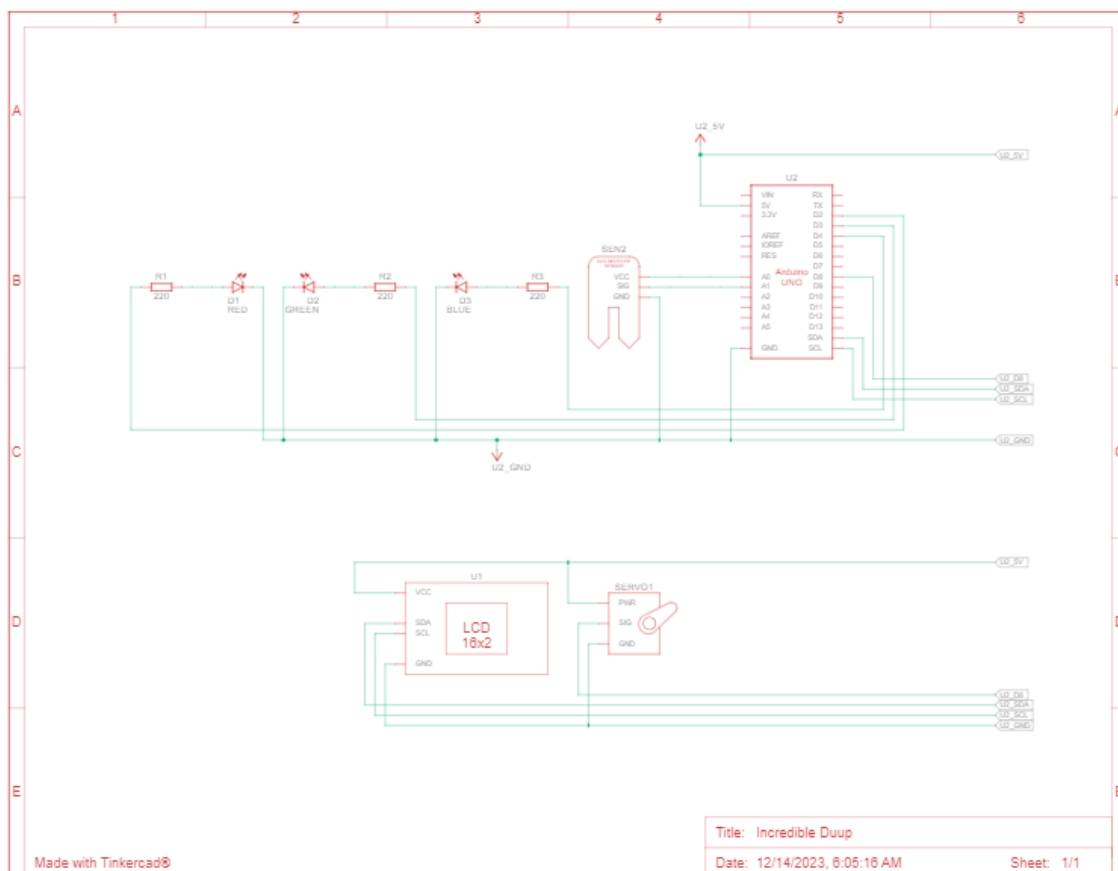 1 2 3 4 5 6
A A
U2_5V
U2_5V
U2
VIN RX
5V TX
3.3V D2
D3
AREF D4
IOREF D5
RES D6
D7
A0 D8
A1 D9
A2 D10
A3 D11
A4 D12
A5 D13
SDA
GND SCL
Arduino
UNO
SEN2
VCC
SIG
GND
B B
R1
220
D1
RED
D2
GREEN
R2
220
D3
BLUE
R3
220
U2_D8
U2_SDA
U2_SCL
U2_GND
C C
U2_GND
U2_5V
U1
VCC
SDA
SCL
GND
LCD
16x2
SERVO1
PWR
SIG
GND
D D
U2_D8
U2_SDA
U2_SCL
U2_GND
E E
Title: Incredible Duup
Made with Tinkercad®
Date: 12/14/2023, 6:05:16 AM Sheet: 1/1